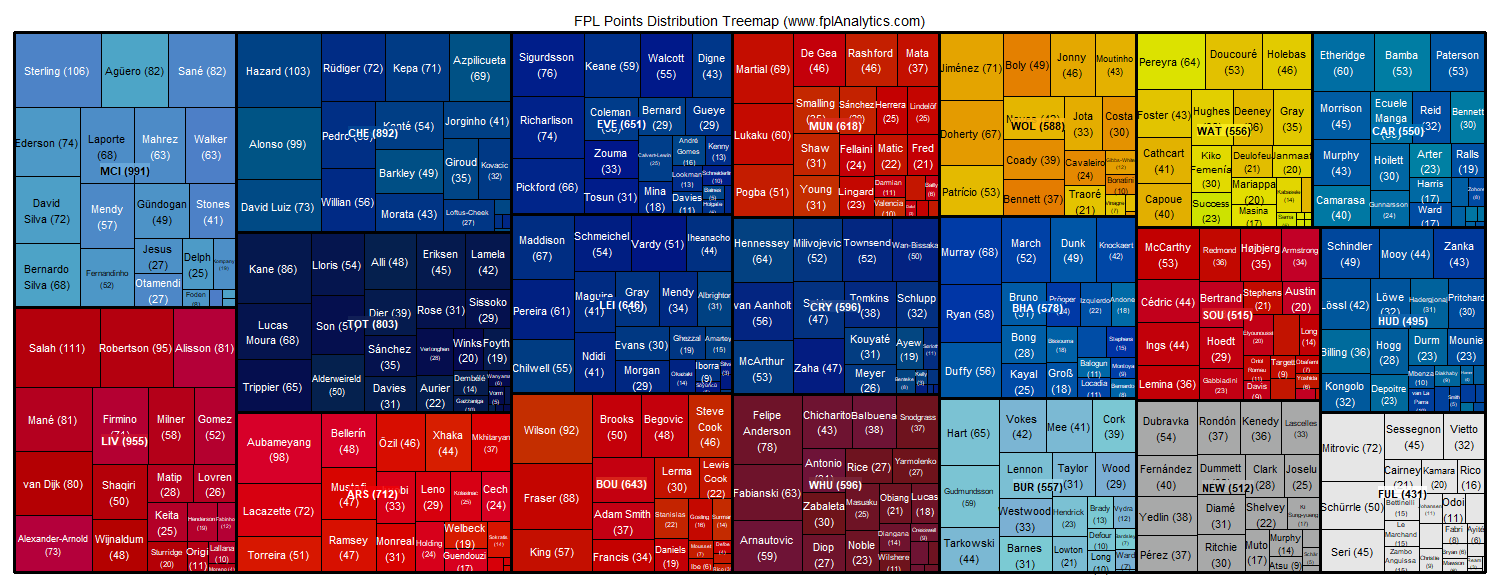 FPL Points Distribution Treemap (www.fplAnalytics.com)
Sterling (106)
Agüero (82)
Sané (82)
Ederson (74)
Laporte
(68)
Mahrez
(63)
Walker
(63)
MCI (991)
David
Silva (72)
Mendy
(57)
Gündogan
(49)
Stones
(41)
Bernardo
Silva (68)
Fernandinho
(52)
Jesus
(27)
Otamendi
(27)
Delph
(25)
Foden
(8)
Salah (111)
Robertson (95)
Alisson (81)
Mané (81)
Firmino
Milner
(58)
Gomez
(52)
LIV (955)
van Dijk (80)
Shaqiri
(50)
Matip
(28)
Lovren
(26)
Keita
(25)
Henderson
(19)
Fabinho
(12)
Alexander-Arnold
(73)
Wijnaldum
(48)
Sturridge
(20)
Origi
(11)
Lallana
(10)
Hazard (103)
Rüdiger (72)
Kepa (71)
Azpilicueta
(69)
Alonso (99)
Kanté (54)
Jorginho (41)
CHE (892)
Barkley (49)
Giroud
(35)
Kovacic
(32)
David Luiz (73)
Willian (56)
Morata (43)
Loftus-Cheek
Kane (86)
Lloris (54)
Alli (48)
Eriksen
(45)
Lamela
(42)
Lucas
Moura (68)
Dier (39)
Rose (31)
Sissoko
(29)
TOT (803)
Sánchez
(35)
Vertonghen
(28)
Winks
(20)
Foyth
(19)
Trippier (65)
Alderweireld
(50)
Davies
(31)
Aurier
(22)
Dembélé
(14)
Gazzaniga
(10)
Wanyama
(6)
Vorm
(5)
Aubameyang
(98)
Bellerín
(48)
Özil (46)
Xhaka
(44)
Mkhitaryan
(37)
Lacazette (72)
(47)
(33)
ARS (712)
Leno
(29)
Kolasinac
(25)
Cech
(24)
Torreira (51)
Ramsey
(47)
Monreal
(31)
Holding
(24)
Welbeck
(19)
Guendouzi
(17)
Sokratis
(14)
Sigurdsson
(76)
Keane (59)
Walcott
(55)
Digne
(43)
Richarlison
(74)
Coleman
Bernard
(29)
Gueye
(29)
EVE (651)
Zouma
(33)
Calvert-Lewin
(25)
André
Gomes
(16)
Kenny
(13)
Pickford (66)
Tosun (31)
Mina
(18)
Lookman
(13)
Davies
(11)
Schneiderlin
(10)
Baines
(5)
Holgate
Maddison
(67)
Schmeichel
(54)
Vardy (51)
Iheanacho
(44)
Pereira (61)
Maguire
(41)
Gray
Mendy
(34)
Albrighton
(31)
LEI (646)
Chilwell (55)
Ndidi
(41)
Evans (30)
Ghezzal
(19)
Amartey
(15)
Morgan
(29)
Okazaki
(14)
Iborra
(9)
Wilson (92)
Brooks
(50)
Begovic
(48)
Steve
Cook
(46)
Fraser (88)
BOU (643)
Lerma
(30)
Lewis
Cook
(22)
Adam Smith
(37)
Stanislas
(22)
Gosling
(16)
Surman
(14)
King (57)
Francis (34)
Daniels
(19)
Mousset
(7)
Ibe (6)
Martial (69)
De Gea
(46)
Rashford
(46)
Mata
(37)
Lukaku (60)
Smalling
Sánchez
Herrera
(25)
Lindelöf
(25)
MUN (618)
Shaw
(31)
Fellaini
(24)
Matic
(22)
Fred
(21)
Pogba (51)
Young
(31)
Lingard
(23)
Darmian
(11)
Valencia
(10)
Bailly
(6)
Hennessey
(64)
Milivojevic
(52)
Townsend
(52)
Wan-Bissaka
(50)
van Aanholt
(56)
(47)
Tomkins
(38)
Schlupp
(32)
CRY (596)
McArthur
(53)
Zaha (47)
Kouyaté
(31)
Ayew
(19)
Meyer
(26)
Kelly
(3)
Felipe
Anderson
(78)
Chicharito
(43)
Balbuena
(38)
Snodgrass
(37)
Fabianski (63)
Antonio
Rice (27)
Yarmolenko
(27)
WHU (596)
Zabaleta
(30)
Masuaku
(25)
Obiang
(21)
Lucas
(18)
Arnautovic
(59)
Diop
(27)
Noble
(23)
Diangana
(14)
Cresswell
(9)
Wilshere
Jiménez (71)
Boly (49)
Jonny
(46)
Moutinho
(43)
Doherty (67)
Jota
(33)
Costa
(30)
WOL (588)
Coady (39)
Cavaleiro
(24)
Gibbs-White
(12)
Bonatini
(10)
Patrício (53)
Bennett (37)
Traoré
(21)
Vinagre
(7)
Murray (68)
March
(52)
Dunk
(49)
Knockaert
(42)
Ryan (58)
Bruno
Pröpper
Izquierdo
(22)
Andone
(18)
BHA (578)
Duffy (56)
Bong
(28)
Bissouma
(18)
Stephens
(15)
Kayal
(25)
Groß
(18)
Balogun
(11)
Locadia
Montoya
(9)
Bernardo
(8)
Hart (65)
Vokes
(42)
Mee (41)
Cork
(39)
Gudmundsson
(59)
Lennon
Taylor
(31)
Wood
(29)
BUR (557)
Westwood
(33)
Hendrick
(23)
Brady
(13)
Vydra
(12)
Tarkowski
(44)
Barnes
(31)
Lowton
(21)
Defour
(10)
Long
(10)
Bardsley
(7)
Ward
(7)
Pereyra (64)
Doucouré
(53)
Holebas
(46)
Foster (43)
Hughes
Deeney
Gray
(35)
WAT (556)
Cathcart
(41)
Kiko
Femenía
(30)
Deulofeu
(21)
Janmaat
(20)
Capoue
(40)
Success
(23)
Mariappa
(20)
Masina
(17)
Kabasele
(14)
Sema
McCarthy
(53)
Redmond
(36)
Højbjerg
(35)
Armstrong
(34)
Cédric (44)
Bertrand
Stephens
(21)
Austin
(20)
SOU (515)
Ings (44)
Hoedt
(29)
Elyounoussi
(20)
Long
(14)
Lemina (36)
Gabbiadini
(23)
Oriol
Romeu
(11)
Davis
(9)
Targett
(9)
Obafemi
(7)
Yoshida
(6)
Dubravka
(54)
Rondón
(37)
Kenedy
(36)
Lascelles
(33)
Fernández
(40)
Dummett
Clark
(28)
Joselu
(25)
NEW (512)
Yedlin (38)
Diamé
(31)
Shelvey
(22)
Ki
Sung-yueng
(17)
Pérez (37)
Ritchie
(30)
Muto
(17)
Murphy
(14)
Atsu (9)
Schär
Etheridge
(60)
Bamba
(53)
Paterson
(53)
Morrison
(45)
Ecuele
Manga
Reid
(32)
Bennett
(30)
CAR (550)
Murphy
(43)
Hoilett
(30)
Arter
(23)
Ralls
(19)
Camarasa
(40)
Gunnarsson
(24)
Harris
(17)
Ward
(17)
Zohore
Schindler
(49)
Mooy (44)
Zanka
(43)
Lössl (42)
Löwe
(32)
Hadergjonaj
Pritchard
(30)
HUD (495)
Billing (36)
Hogg
(28)
Durm
(23)
Mounie
(23)
Kongolo
(32)
Depoitre
(23)
Mbenza
(10)
van La
Parra
Diakhaby
(9)
Smith
(5)
Mitrovic (72)
Sessegnon
(45)
Vietto
(32)
Cairney
Kamara
(20)
Rico
(16)
FUL (431)
Schürrle (50)
Bettinelli
(15)
Johansen
(11)
Odoi
(11)
Seri (45)
Le
Marchand
(15)
Zambo
Anguissa
(15)
Fabri
(8)
Ayité
(6)
Christie
(9)
Bryan (6)
Mawson